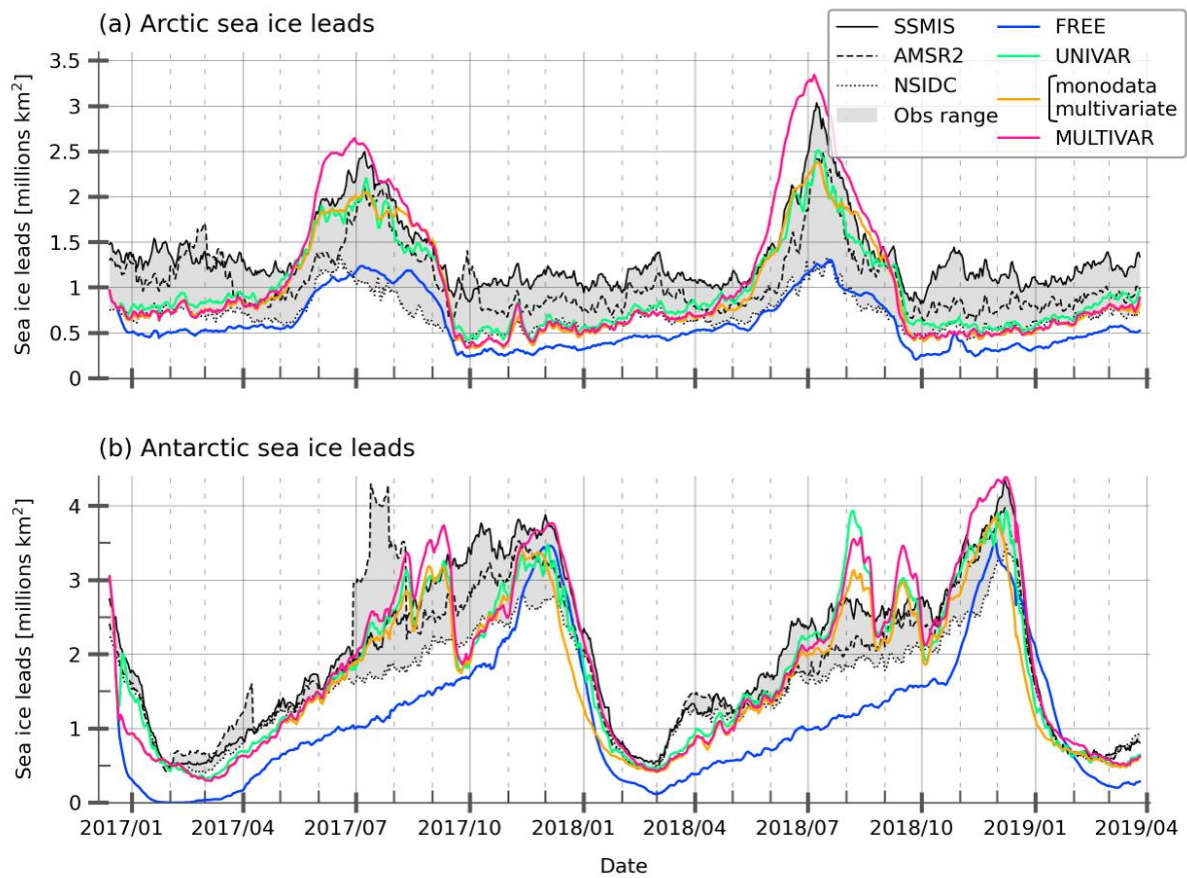 (a) Arctic sea ice leads
SSMIS
AMSR2
NSIDC
Obs range
FREE
UNIVAR
monodata
multivariate
MULTIVAR
Sea ice leads [millions km²]
3.5
3
2.5
2
1.5
1
0.5
0
(b) Antarctic sea ice leads
Sea ice leads [millions km²]
4
3
2
1
0
2017/01 2017/04 2017/07 2017/10 2018/01 2018/04 2018/07 2018/10 2019/01 2019/04
Date